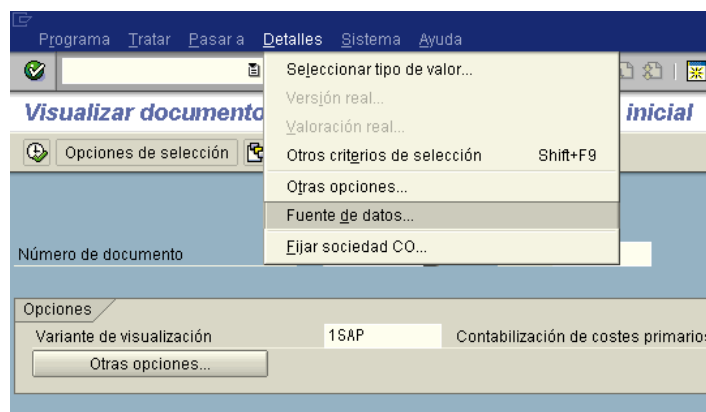 Programa Tratar Pasar a Detalles Sistema Ayuda
Seleccionar tipo de valor...
Versión real...
Visualizar documento inicial
Valoración real...
Opciones de selección
Otros criterios de selección Shift+F9
Otras opciones...
Fuente de datos...
Número de documento
Fijar sociedad CO...
Opciones
Variante de visualización 1SAP Contabilización de costes primarios
Otras opciones...